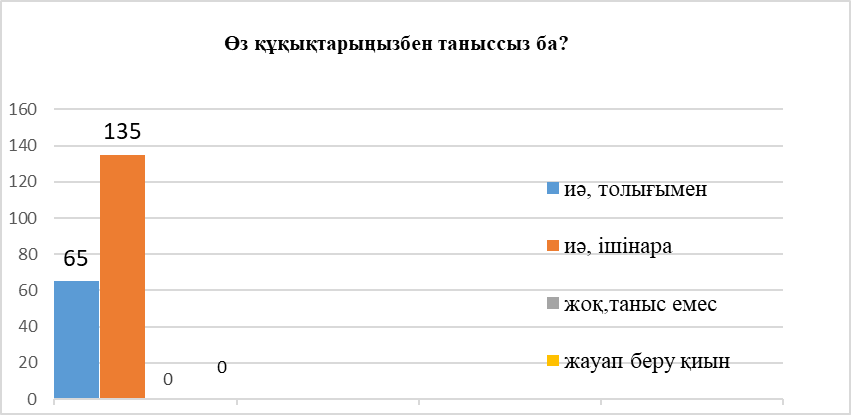 Өз құқықтарыңызбен таныссыз ба?
160
140
120
100
80
60
40
20
0
135
65
0
0
иә, толығымен
иә, ішінара
жоқ,таныс емес
жауап беру қиын